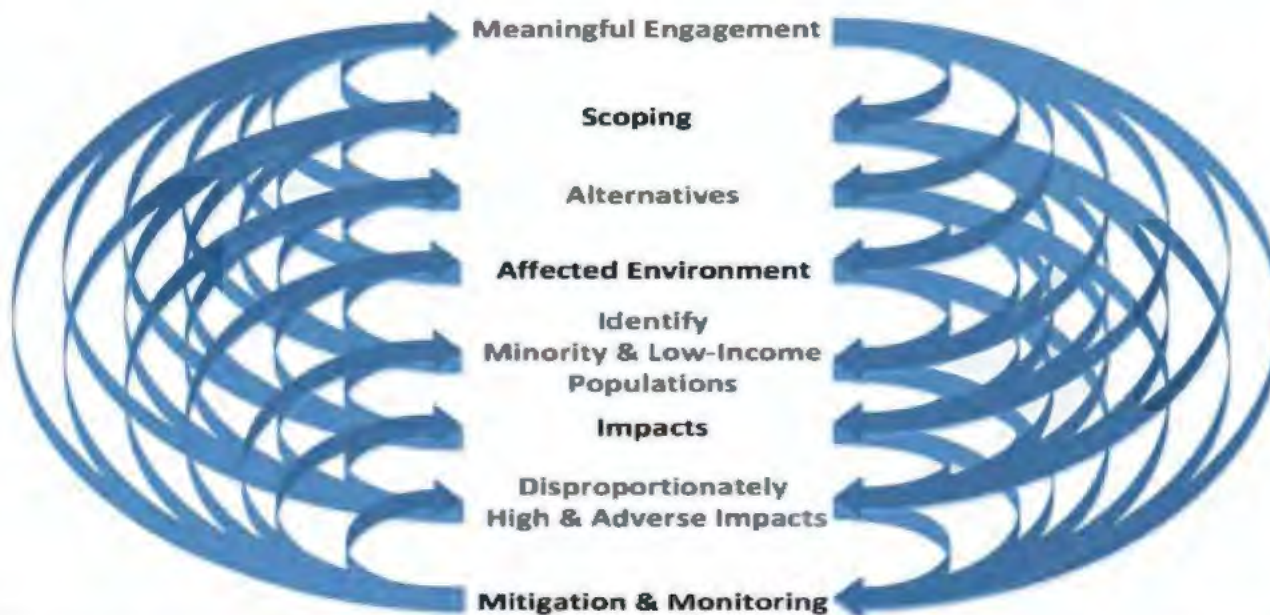 Meaningful Engagement
Scoping
Alternatives
Affected Environment
Identify
Minority & Low-Income
Populations
Impacts
Disproportionately
High & Adverse Impacts
Mitigation & Monitoring